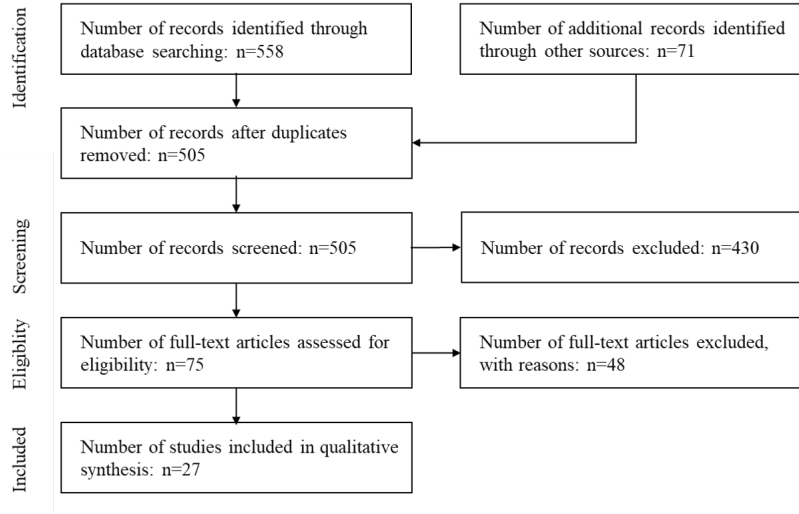 Identification
Number of records identified through
database searching: n=558
Number of additional records identified
through other sources: n=71
Number of records after duplicates
removed: n=505
Screening
Number of records screened: n=505
Number of records excluded: n=430
Eligiblity
Number of full-text articles assessed for
eligibility: n=75
Number of full-text articles excluded,
with reasons: n=48
Included
Number of studies included in qualitative
synthesis: n=27